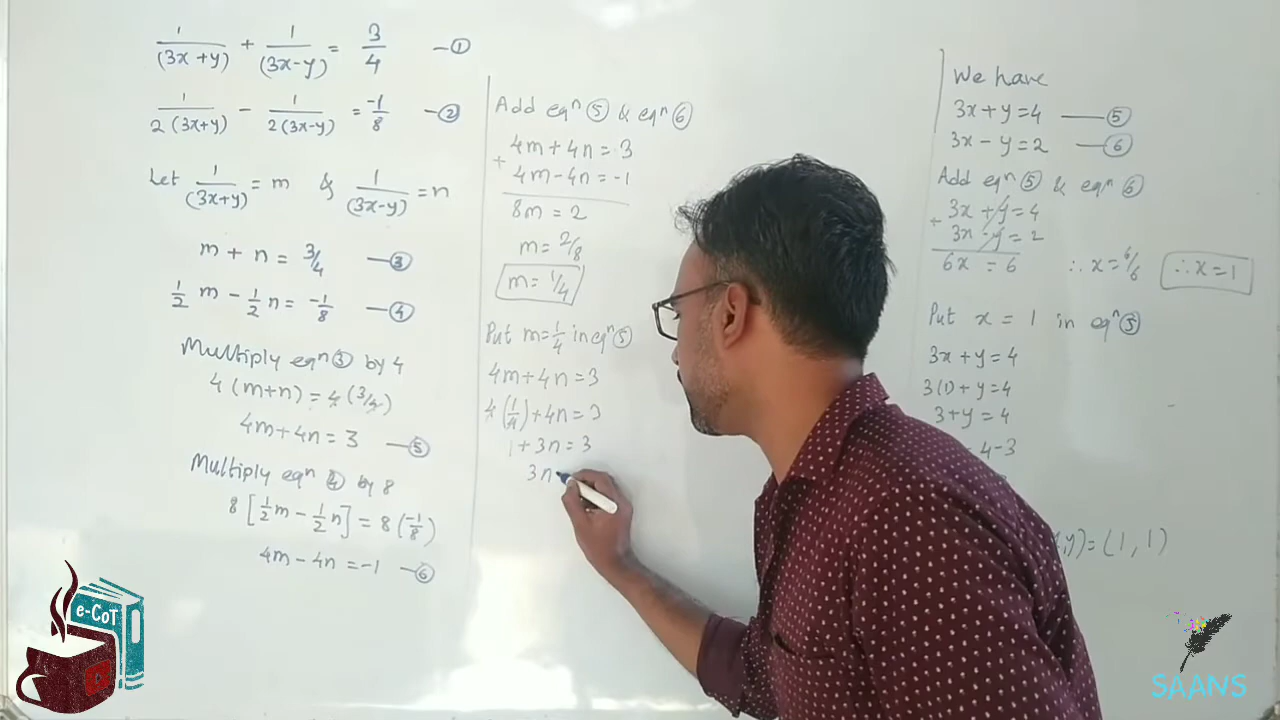 1/(3x+y) + 1/(3x-y) = 3/4 — ①
1/2(3x+y) - 1/2(3x-y) = -1/8 — ②
Let 1/(3x+y) = m & 1/(3x-y) = n
m + n = 3/4 — ③
1/2 m - 1/2 n = -1/8 — ④
Multiply eqn ③ by 4
4(m+n) = 4(3/4)
4m+4n = 3 — ⑤
Multiply eqn ④ by 8
8[1/2 m - 1/2 n] = 8(-1/8)
4m - 4n = -1 — ⑥
Add eqn ⑤ & eqn ⑥
4m + 4n = 3
+
4m - 4n = -1
8m = 2
m = 2/8
m = 1/4
Put m = 1/4 in eqn ⑤
4m + 4n = 3
4(1/4) + 4n = 3
1 + 3n = 3
3n
We have
3x + y = 4 — ⑤
3x - y = 2 — ⑥
Add eqn ⑤ & eqn ⑥
3x + y = 4
+
3x - y = 2
6x = 6 ∴ x = 6/6 ∴ x = 1
Put x = 1 in eqn ⑤
3x + y = 4
3(1) + y = 4
3 + y = 4
4-3
y) = (1, 1)
e-CoT
SAANS